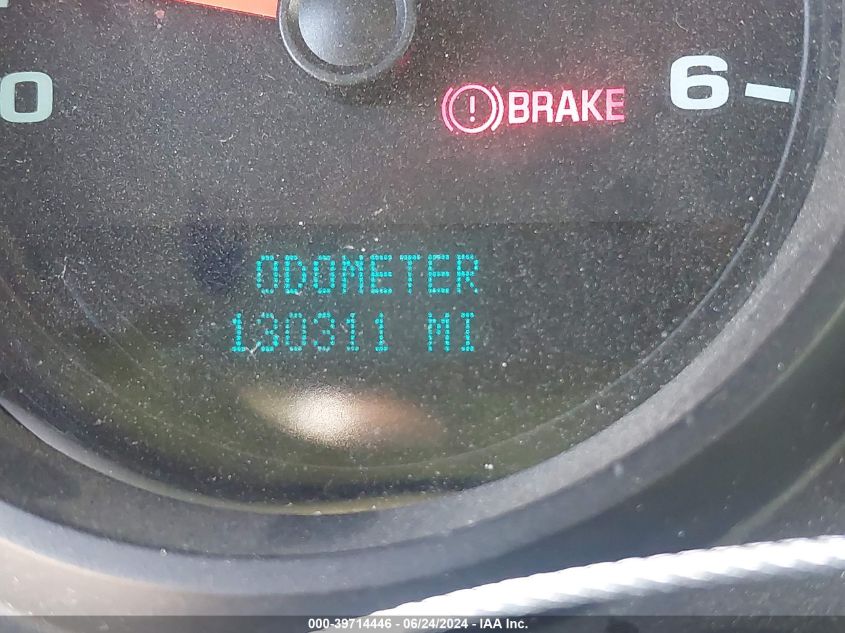 0
BRAKE
6
ODOMETER
130311 MI
000-39714446 - 06/24/2024 - IAA, Inc.